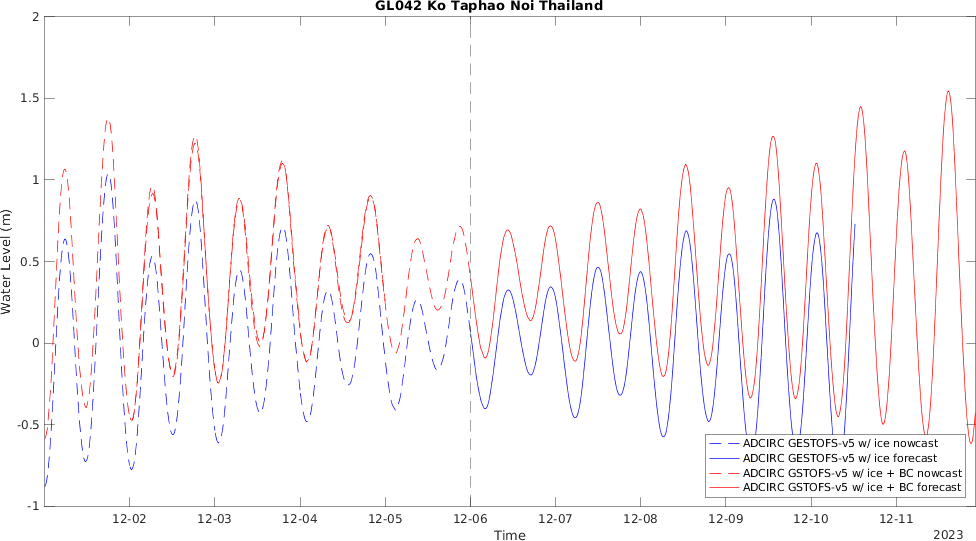 GL042 Ko Taphao Noi Thailand
2
1.5
1
0.5
0
-0.5
-1
Water Level (m)
12-02
12-03
12-04
12-05
12-06
12-07
12-08
12-09
12-10
12-11
Time
2023
ADCIRC GESTOFS-v5 w/ ice nowcast
ADCIRC GESTOFS-v5 w/ ice forecast
ADCIRC GSTOFS-v5 w/ ice + BC nowcast
ADCIRC GSTOFS-v5 w/ ice + BC forecast